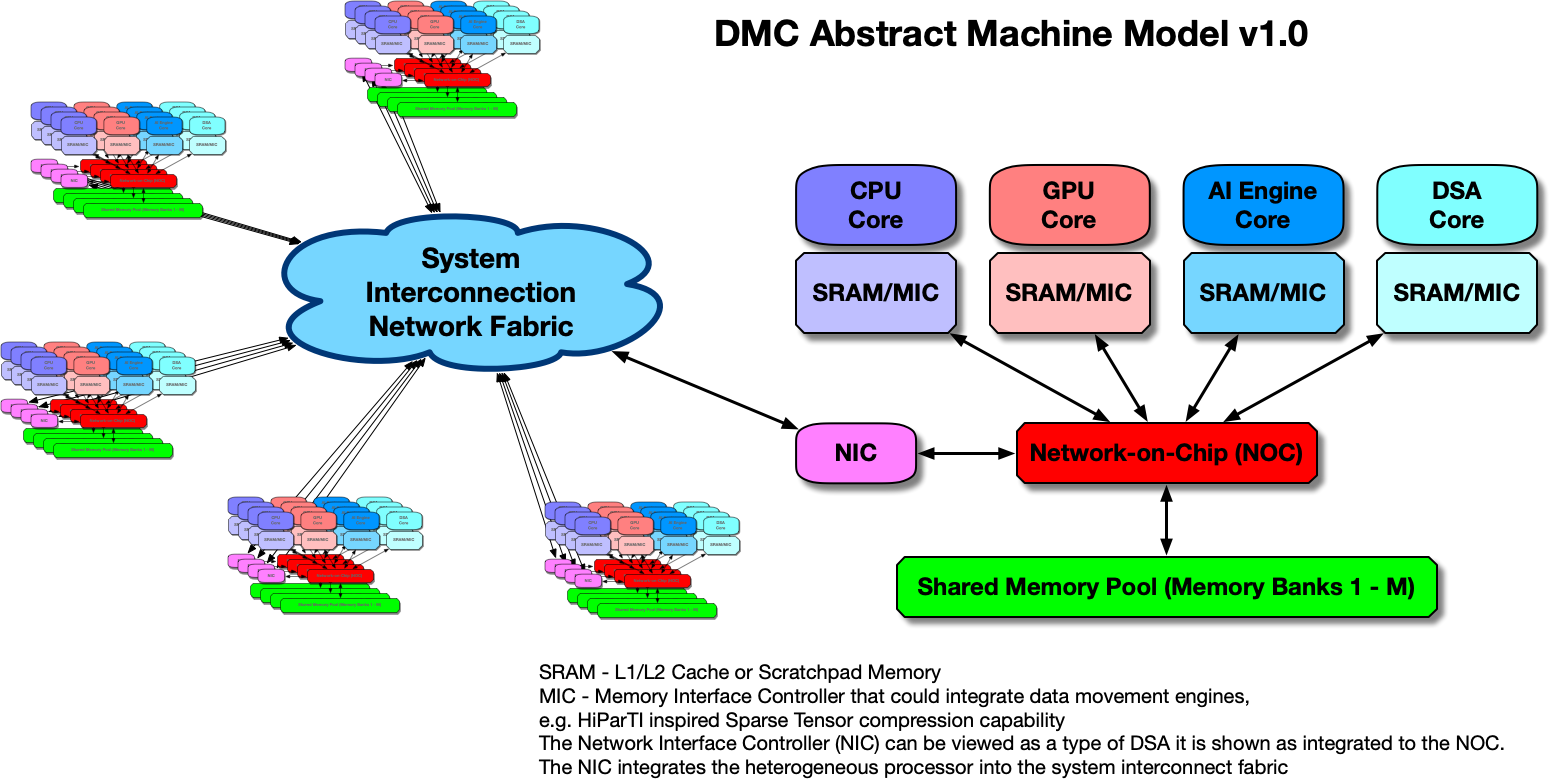 DMC Abstract Machine Model v1.0
System
Interconnection
Network Fabric
CPU
Core
GPU
Core
AI Engine
Core
DSA
Core
SRAM/MIC
SRAM/MIC
SRAM/MIC
SRAM/MIC
NIC
Network-on-Chip (NOC)
Shared Memory Pool (Memory Banks 1 - M)
SRAM - L1/L2 Cache or Scratchpad Memory
MIC - Memory Interface Controller that could integrate data movement engines,
e.g. HiParTI inspired Sparse Tensor compression capability
The Network Interface Controller (NIC) can be viewed as a type of DSA it is shown as integrated to the NOC.
The NIC integrates the heterogeneous processor into the system interconnect fabric